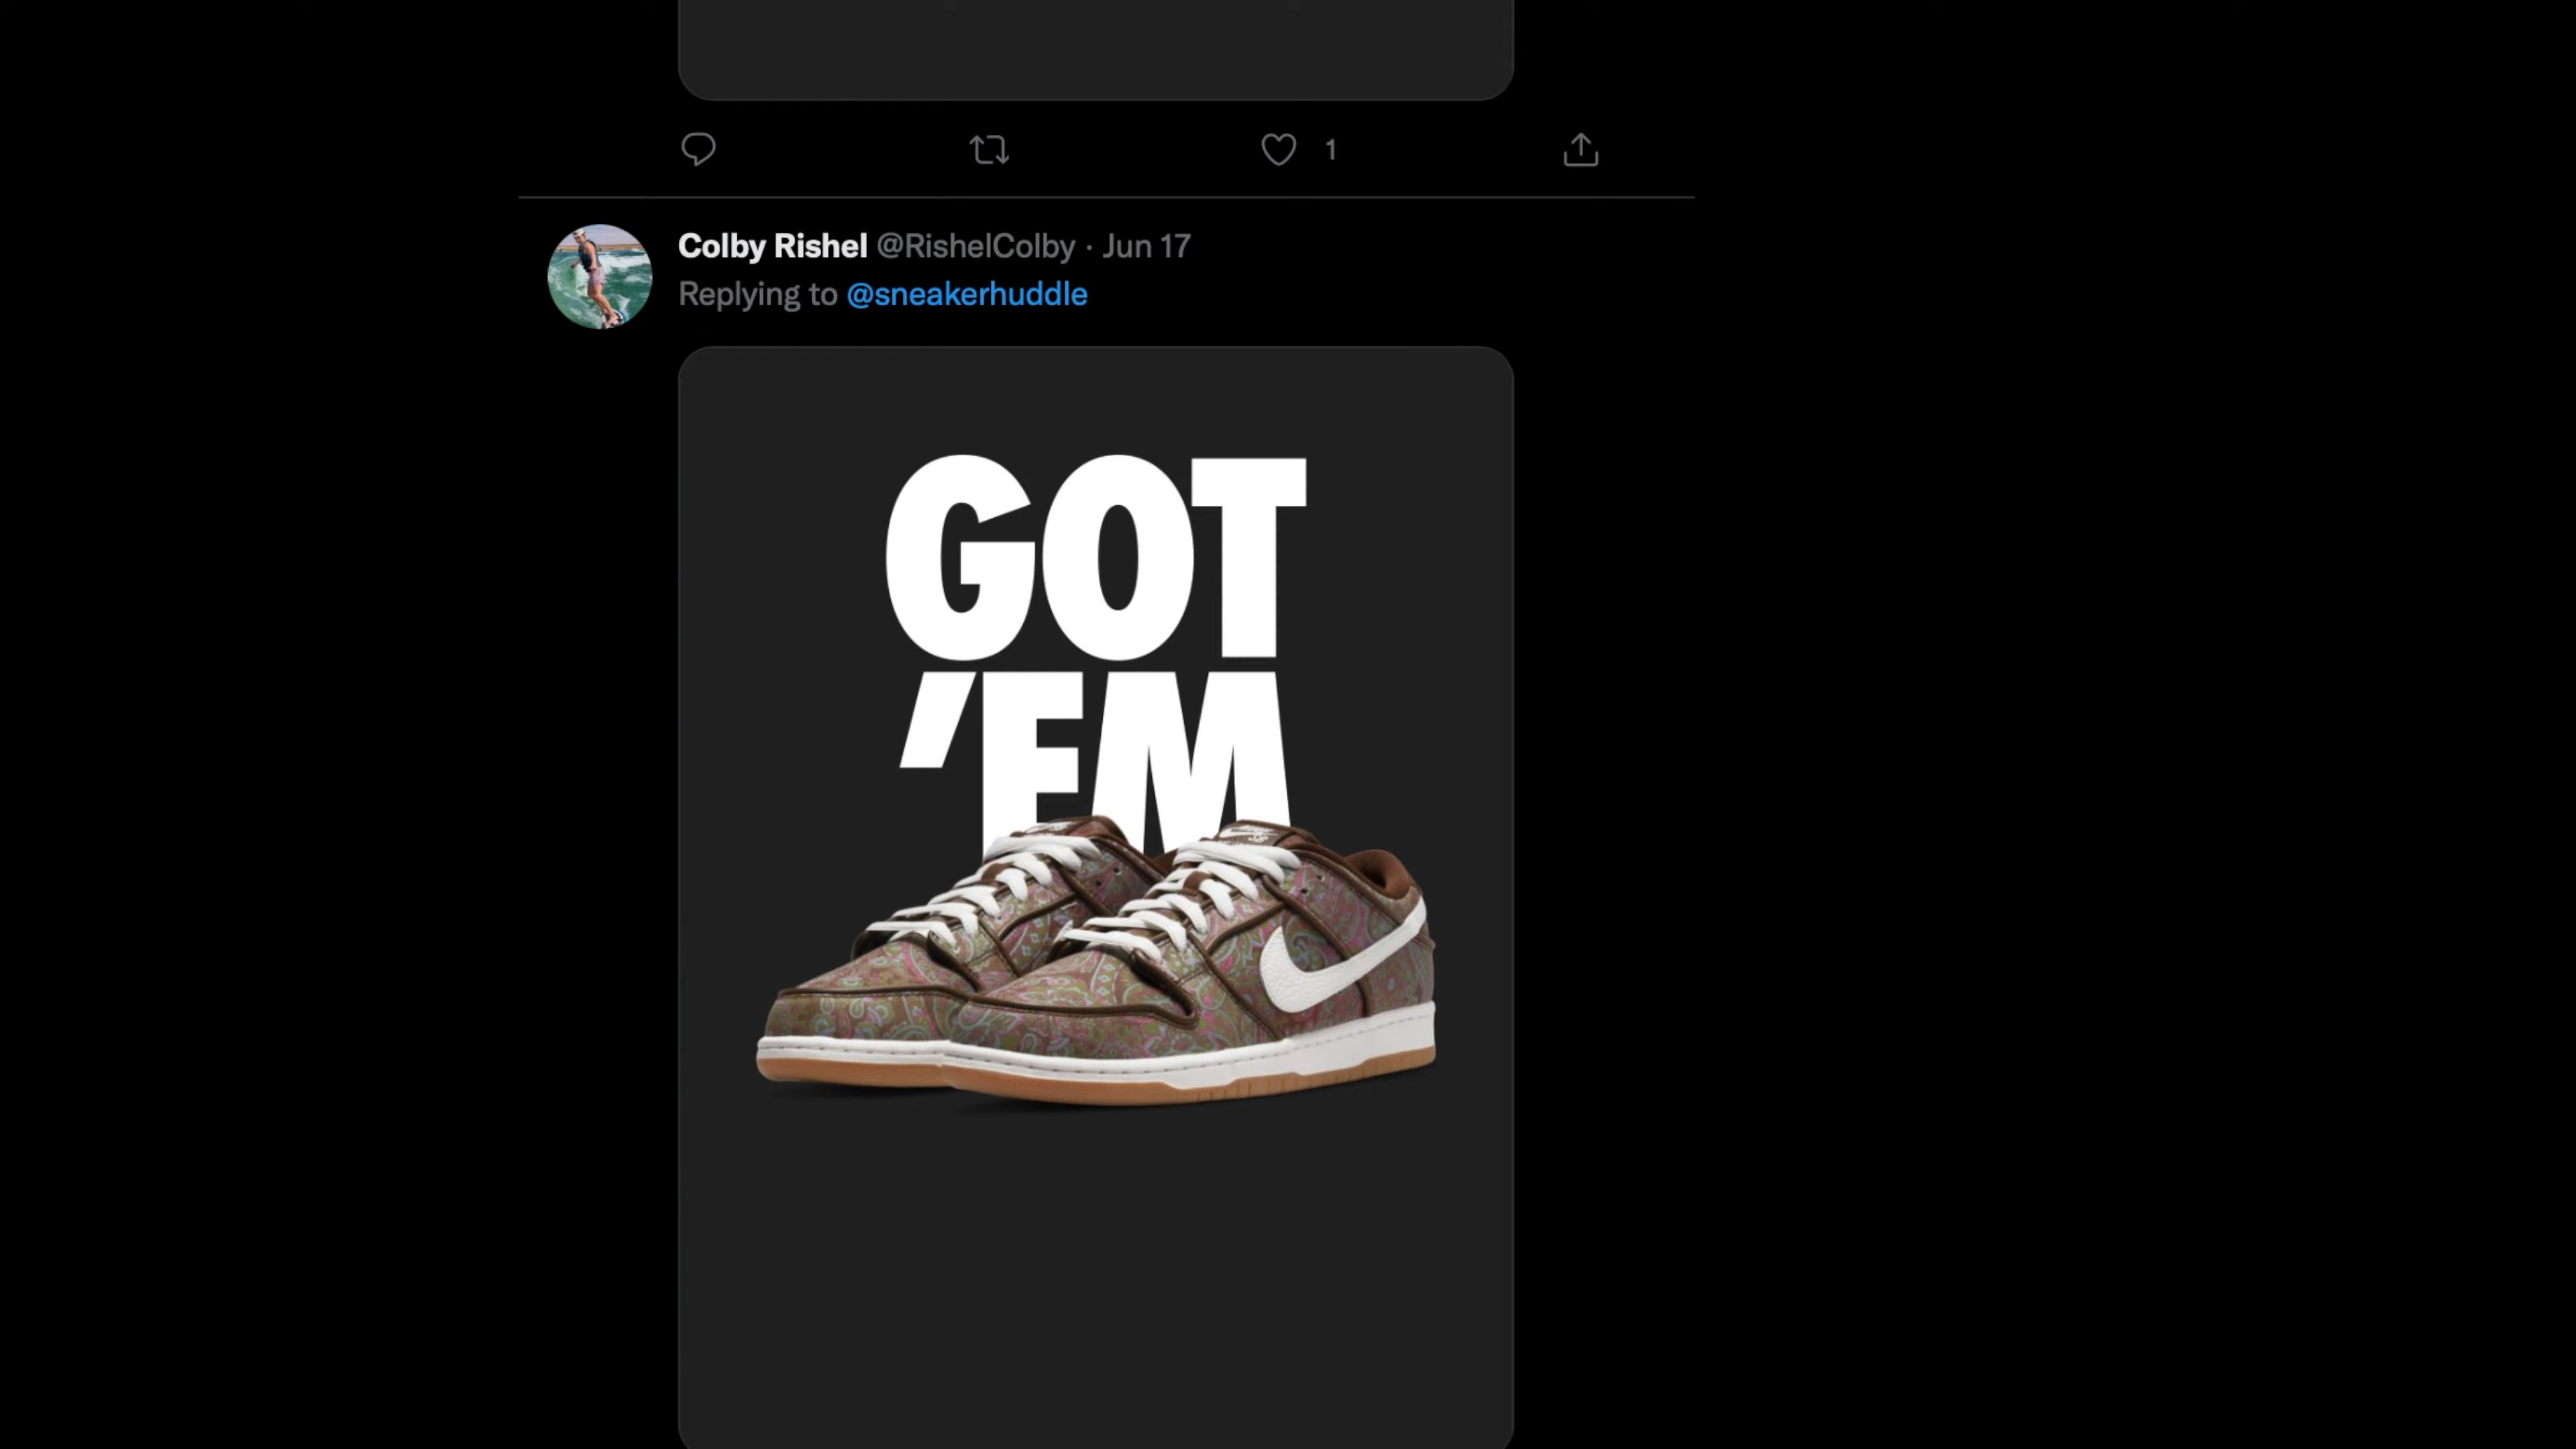 1
Colby Rishel @RishelColby · Jun 17
Replying to @sneakerhuddle
GOT
'EM